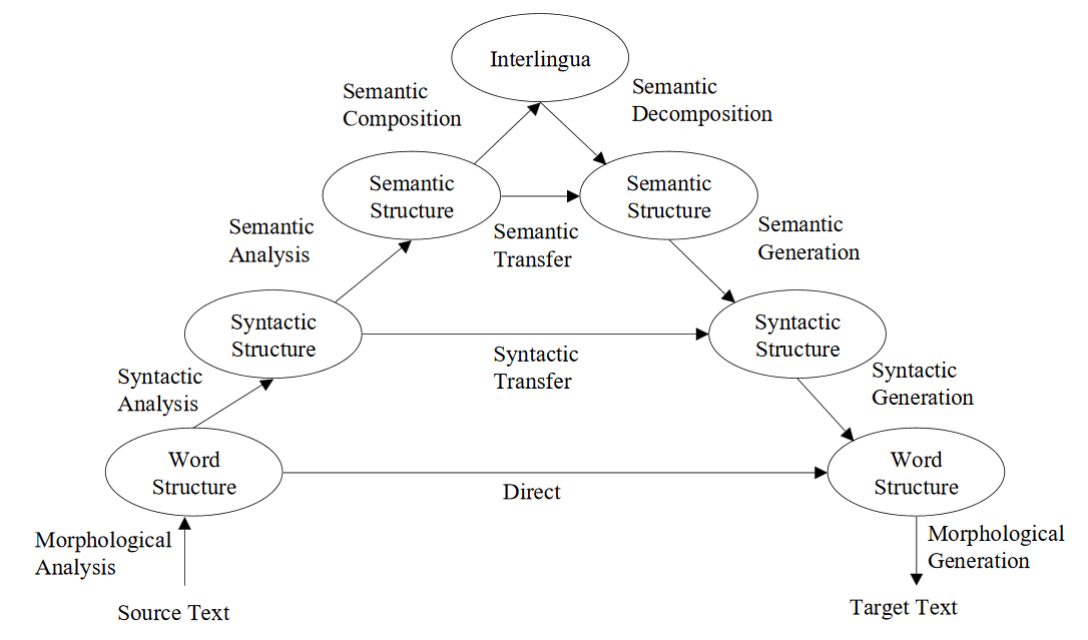 Interlingua
Semantic
Composition
Semantic
Decomposition
Semantic
Structure
Semantic
Structure
Semantic
Analysis
Semantic
Transfer
Semantic
Generation
Syntactic
Structure
Syntactic
Structure
Syntactic
Analysis
Syntactic
Transfer
Syntactic
Generation
Word
Structure
Word
Structure
Direct
Morphological
Analysis
Morphological
Generation
Source Text
Target Text